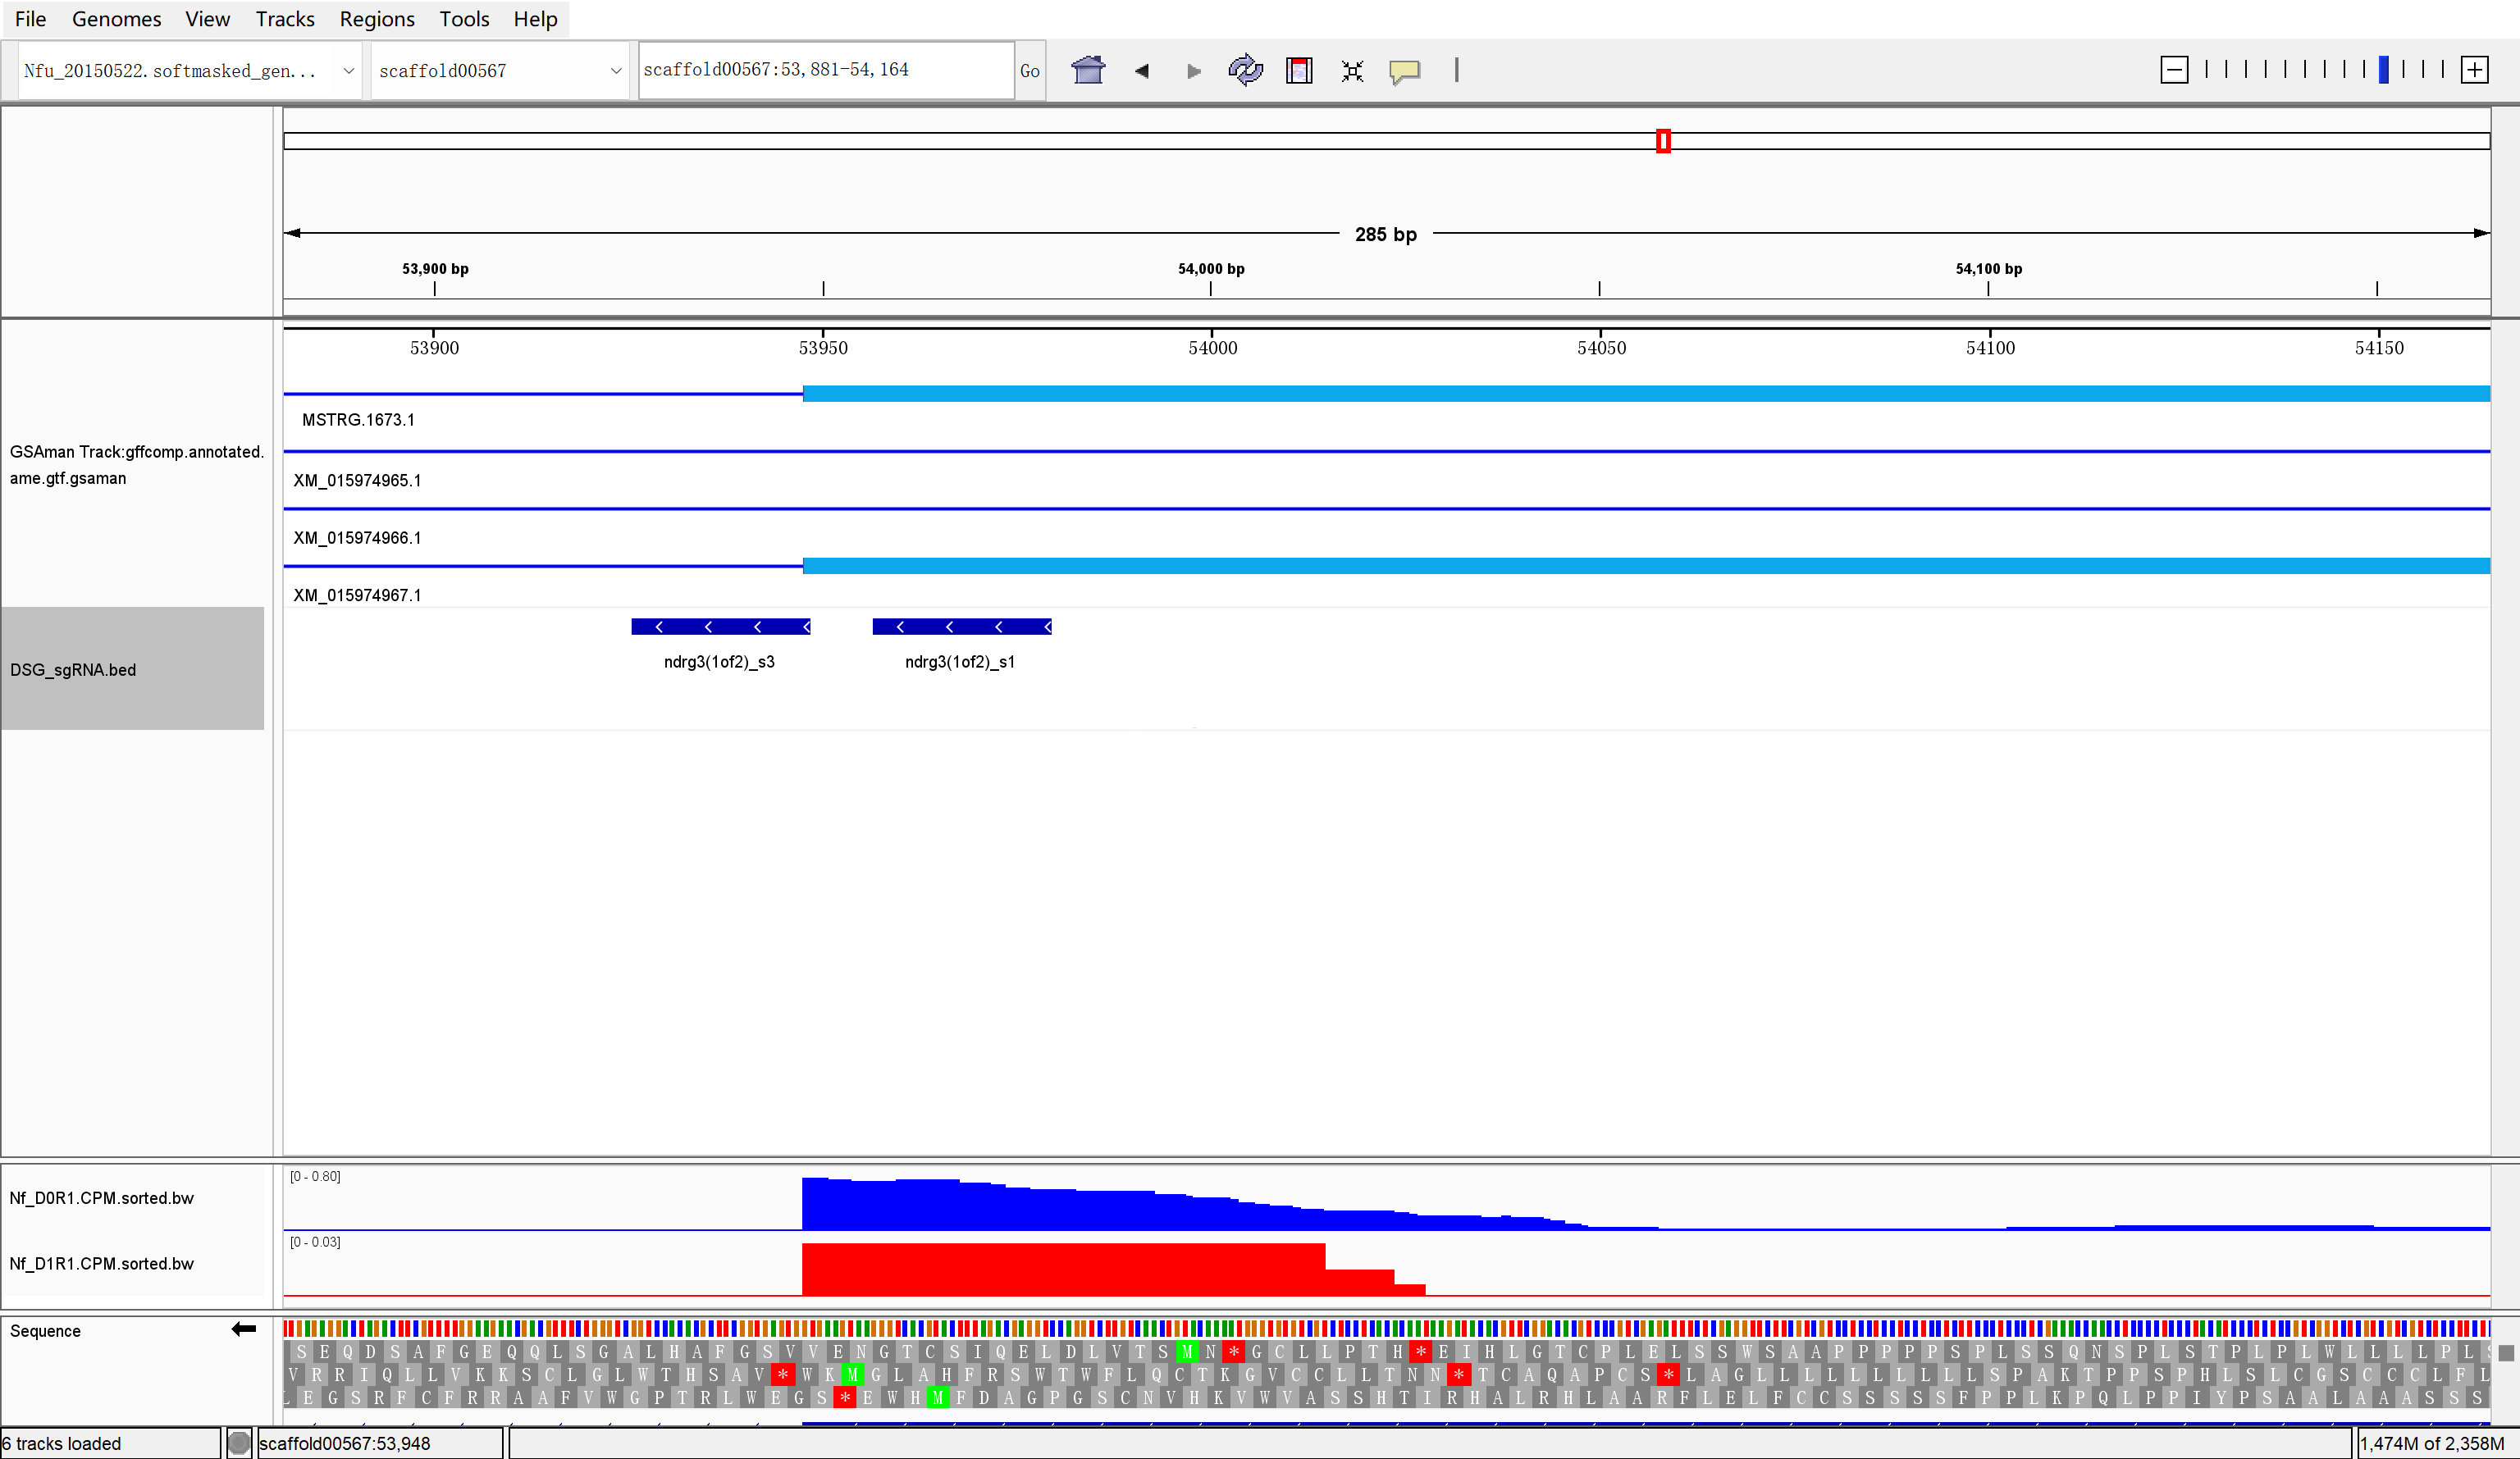 File Genomes View Tracks Regions Tools Help
Nfu_20150522.softmasked_gen... scaffold00567 scaffold00567:53,881-54,164 Go
285 bp
53,900 bp 54,000 bp 54,100 bp
53900 53950 54000 54050 54100 54150
MSTRG.1673.1
GSAman Track:gffcomp.annotated.
ame.gtf.gsaman
XM_015974965.1
XM_015974966.1
XM_015974967.1
ndrg3(1of2)_s3 ndrg3(1of2)_s1
DSG_sgRNA.bed
[0 - 0.80]
Nf_D0R1.CPM.sorted.bw
[0 - 0.03]
Nf_D1R1.CPM.sorted.bw
Sequence
S E Q D S A F G E Q Q L S G A L H A F G S V V E N G T C S I Q E L D L V T S M N * G C L L P T H * E I H L G T C P L E L S S W S A A P P P P P S P L S S Q N S P L S T P L P L W L L L L P L
V R R I Q L L V K K S C L G L W T H S A V * W K M G L A H F R S W T W F L Q C T K G V C C L L T N N * T C A Q A P C S * L A G L L L L L L L L L L S P A K T P P S P H L S L C G S C C C L F L
L E G S R F C F R R A A F V W G P T R L W E G S * E W H M F D A G P G S C N V H K V W V A S S H T I R H A L R H L A A R F L E L F C C S S S S S F P P L K P Q L P P I Y P S A A L A A A S S S
6 tracks loaded scaffold00567:53,948 1,474M of 2,358M